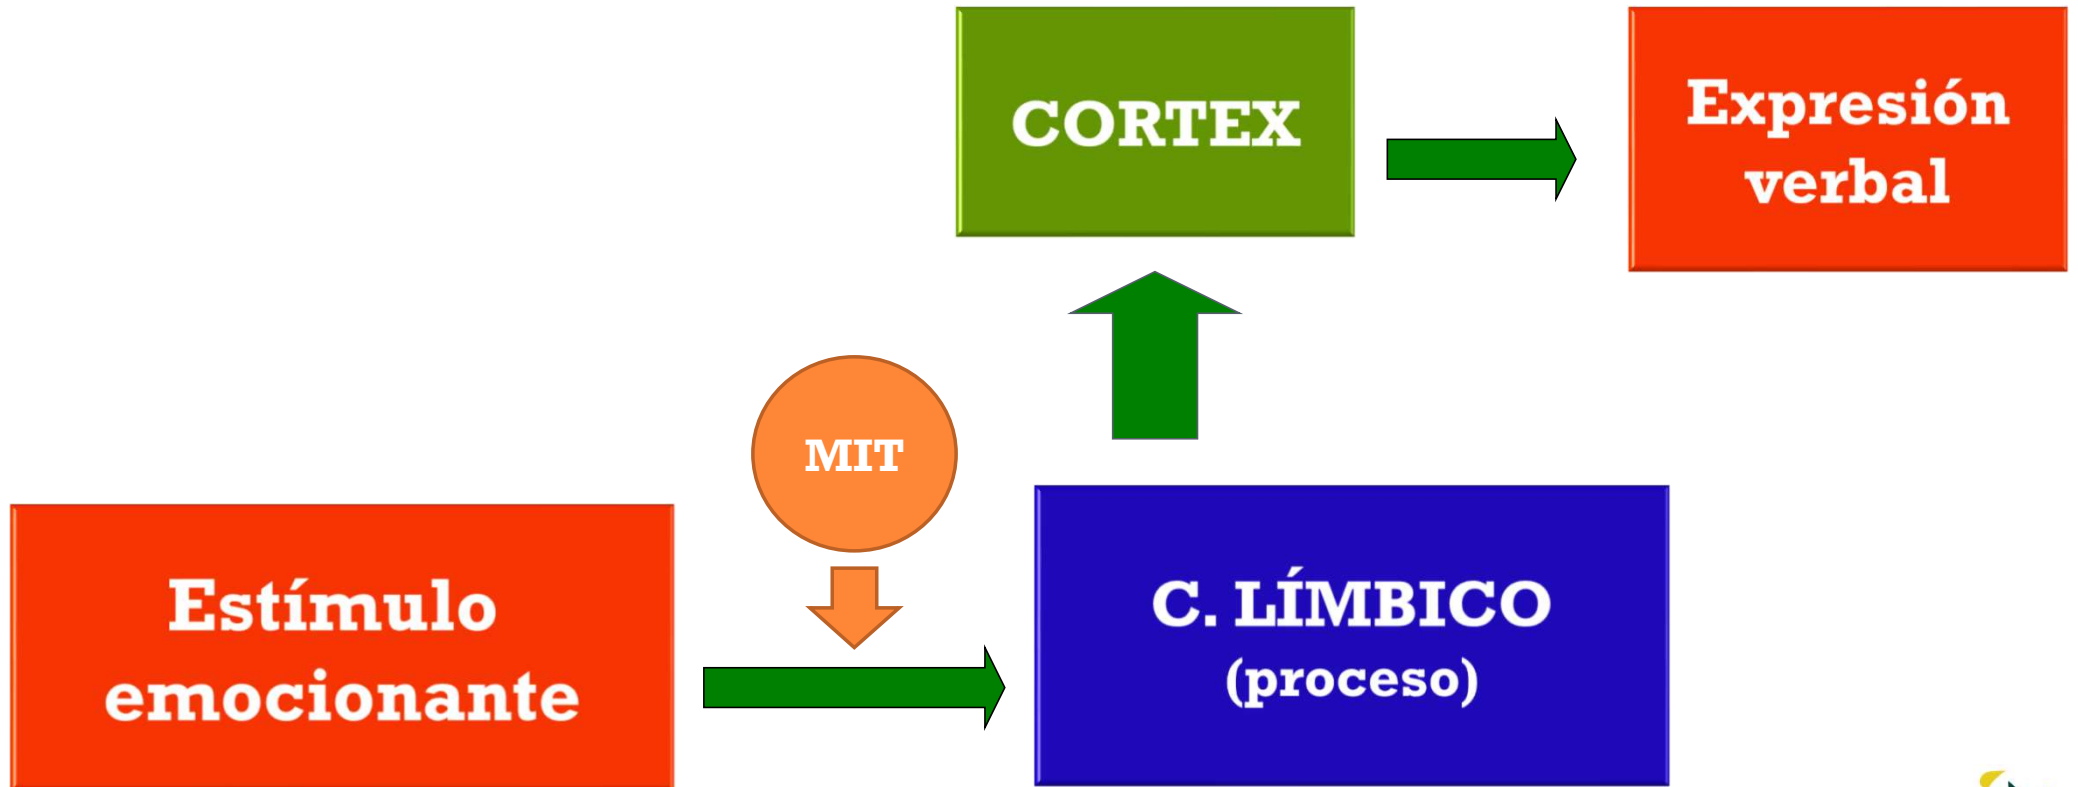 CORTEX
Expresión
verbal
MIT
Estímulo
emocionante
C. LÍMBICO
(proceso)